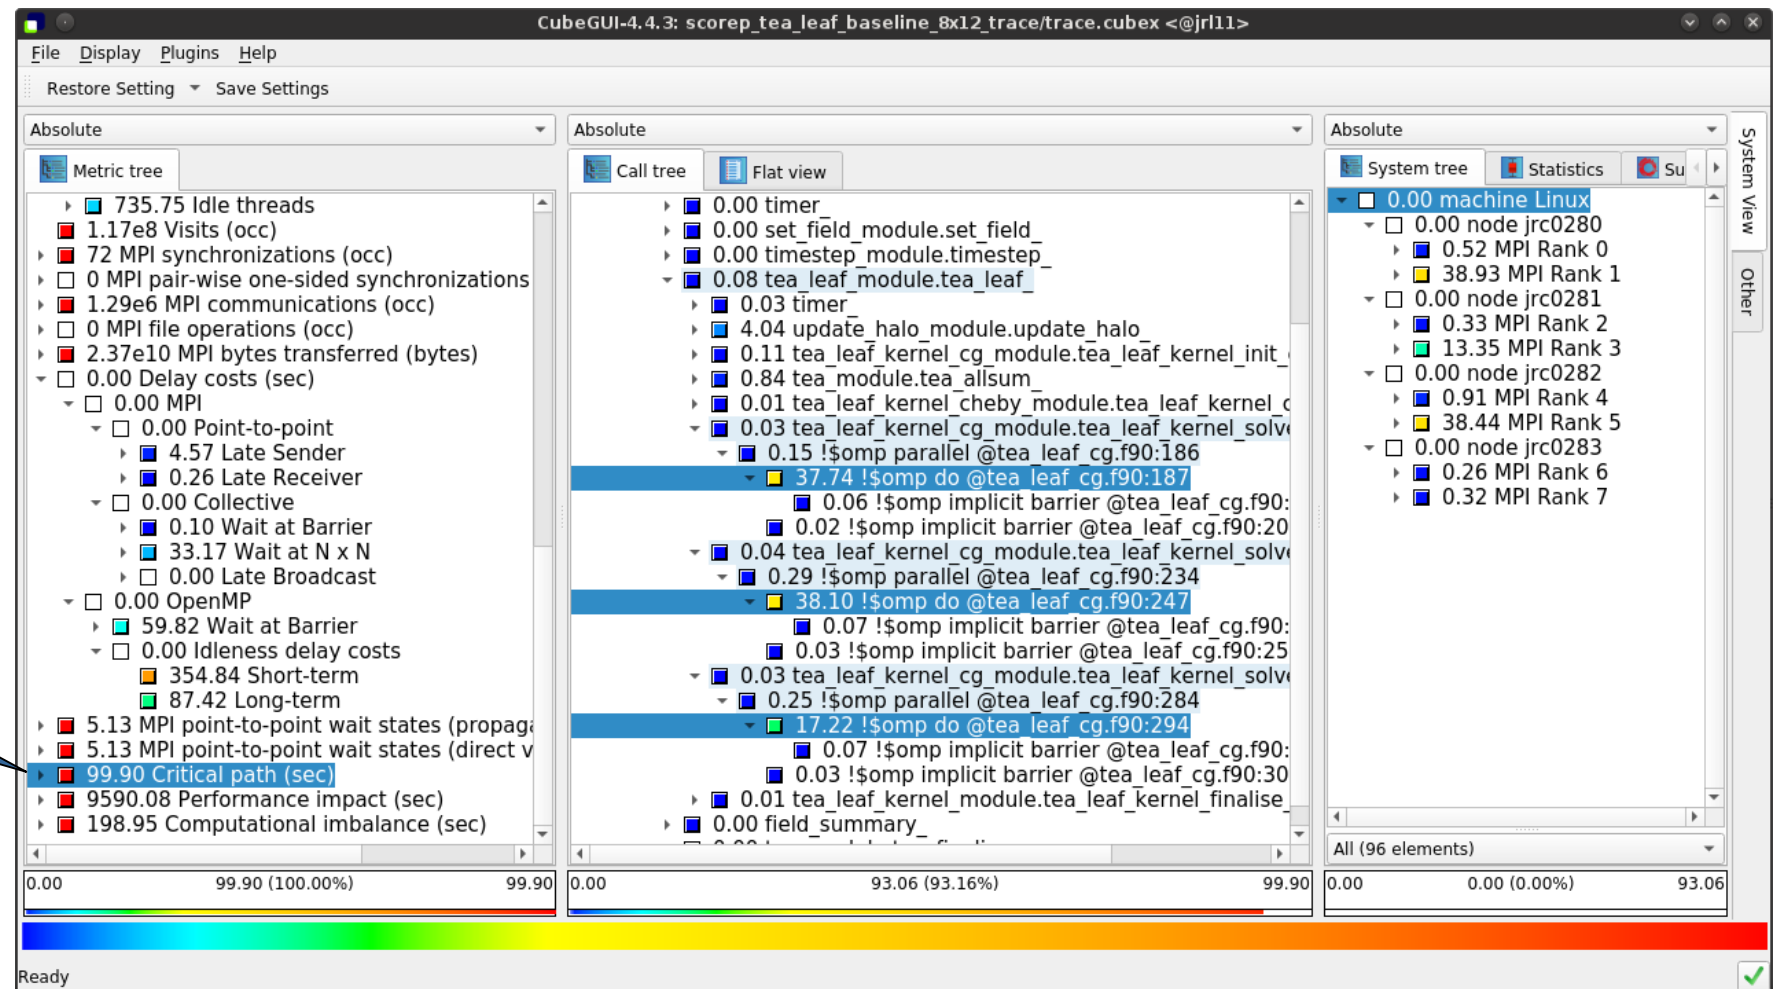 CubeGUI-4.4.3: scorep_tea_leaf_baseline_8x12_trace/trace.cubex <@jrl11>
File Display Plugins Help
Restore Setting Save Settings
Absolute
Metric tree
735.75 Idle threads
1.17e8 Visits (occ)
72 MPI synchronizations (occ)
0 MPI pair-wise one-sided synchronizations
1.29e6 MPI communications (occ)
0 MPI file operations (occ)
2.37e10 MPI bytes transferred (bytes)
0.00 Delay costs (sec)
0.00 MPI
0.00 Point-to-point
4.57 Late Sender
0.26 Late Receiver
0.00 Collective
0.10 Wait at Barrier
33.17 Wait at N x N
0.00 Late Broadcast
0.00 OpenMP
59.82 Wait at Barrier
0.00 Idleness delay costs
354.84 Short-term
87.42 Long-term
5.13 MPI point-to-point wait states (propag
5.13 MPI point-to-point wait states (direct v
99.90 Critical path (sec)
9590.08 Performance impact (sec)
198.95 Computational imbalance (sec)
0.00 99.90 (100.00%) 99.90
Absolute
Call tree Flat view
0.00 timer_
0.00 set_field_module.set_field_
0.00 timestep_module.timestep_
0.08 tea_leaf_module.tea_leaf_
0.03 timer_
4.04 update_halo_module.update_halo_
0.11 tea_leaf_kernel_cg_module.tea_leaf_kernel_init_
0.84 tea_module.tea_allsum_
0.01 tea_leaf_kernel_cheby_module.tea_leaf_kernel_c
0.03 tea_leaf_kernel_cg_module.tea_leaf_kernel_solve
0.15 !$omp parallel @tea_leaf_cg.f90:186
37.74 !$omp do @tea_leaf_cg.f90:187
0.06 !$omp implicit barrier @tea_leaf_cg.f90:
0.02 !$omp implicit barrier @tea_leaf_cg.f90:20
0.04 tea_leaf_kernel_cg_module.tea_leaf_kernel_solve
0.29 !$omp parallel @tea_leaf_cg.f90:234
38.10 !$omp do @tea_leaf_cg.f90:247
0.07 !$omp implicit barrier @tea_leaf_cg.f90:
0.03 !$omp implicit barrier @tea_leaf_cg.f90:25
0.03 tea_leaf_kernel_cg_module.tea_leaf_kernel_solve
0.25 !$omp parallel @tea_leaf_cg.f90:284
17.22 !$omp do @tea_leaf_cg.f90:294
0.07 !$omp implicit barrier @tea_leaf_cg.f90:
0.03 !$omp implicit barrier @tea_leaf_cg.f90:30
0.01 tea_leaf_kernel_module.tea_leaf_kernel_finalise_
0.00 field_summary_
0.00 93.06 (93.16%) 99.90
Absolute
System tree Statistics Su
0.00 machine Linux
0.00 node jrc0280
0.52 MPI Rank 0
38.93 MPI Rank 1
0.00 node jrc0281
0.33 MPI Rank 2
13.35 MPI Rank 3
0.00 node jrc0282
0.91 MPI Rank 4
38.44 MPI Rank 5
0.00 node jrc0283
0.26 MPI Rank 6
0.32 MPI Rank 7
All (96 elements)
0.00 0.00 (0.00%) 93.06
System View
Other
Ready